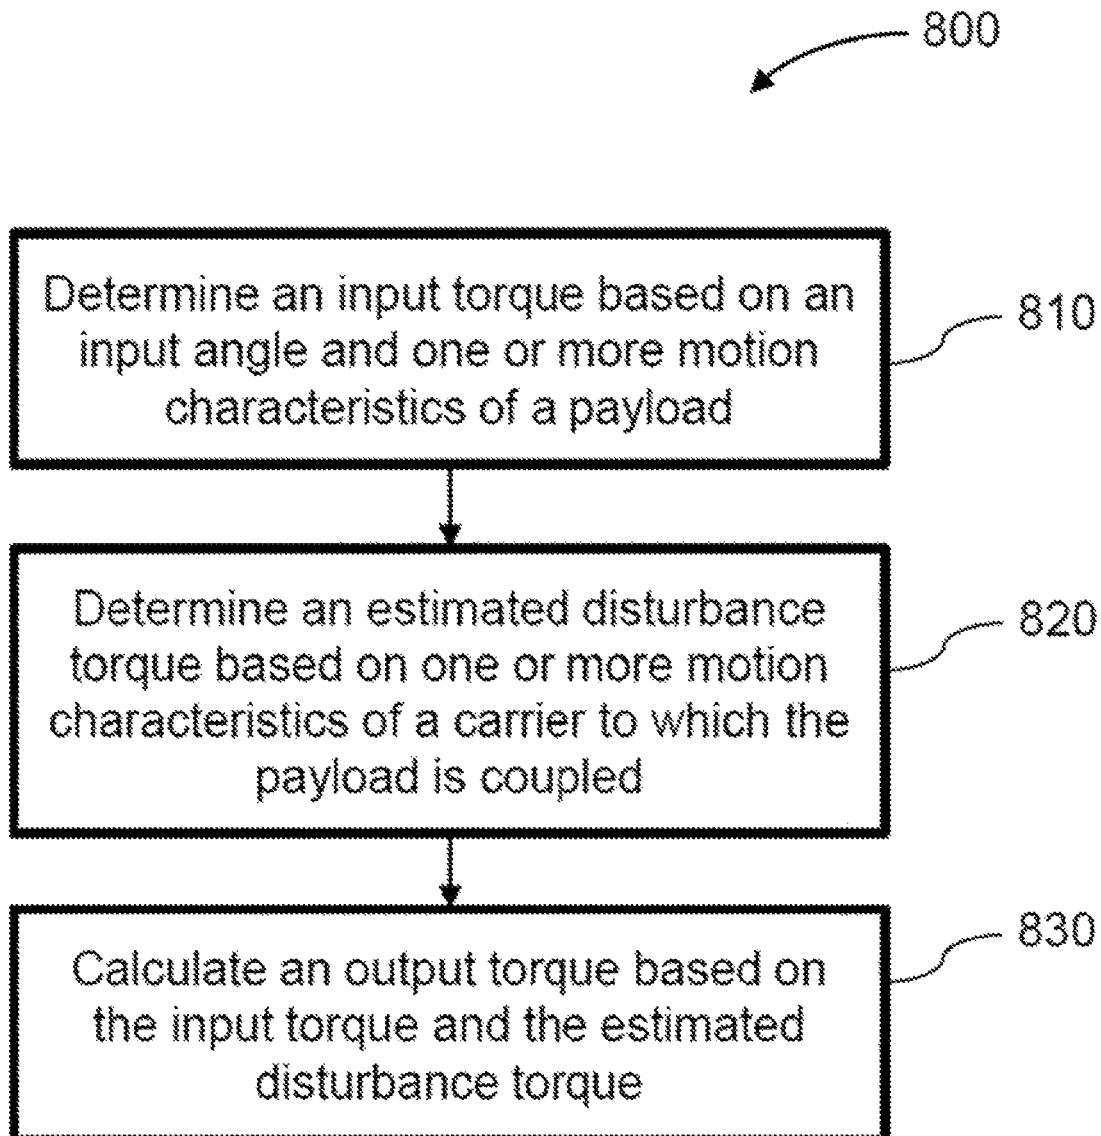 800
Determine an input torque based on an
input angle and one or more motion
characteristics of a payload
810
Determine an estimated disturbance
torque based on one or more motion
characteristics of a carrier to which the
payload is coupled
820
Calculate an output torque based on
the input torque and the estimated
disturbance torque
830